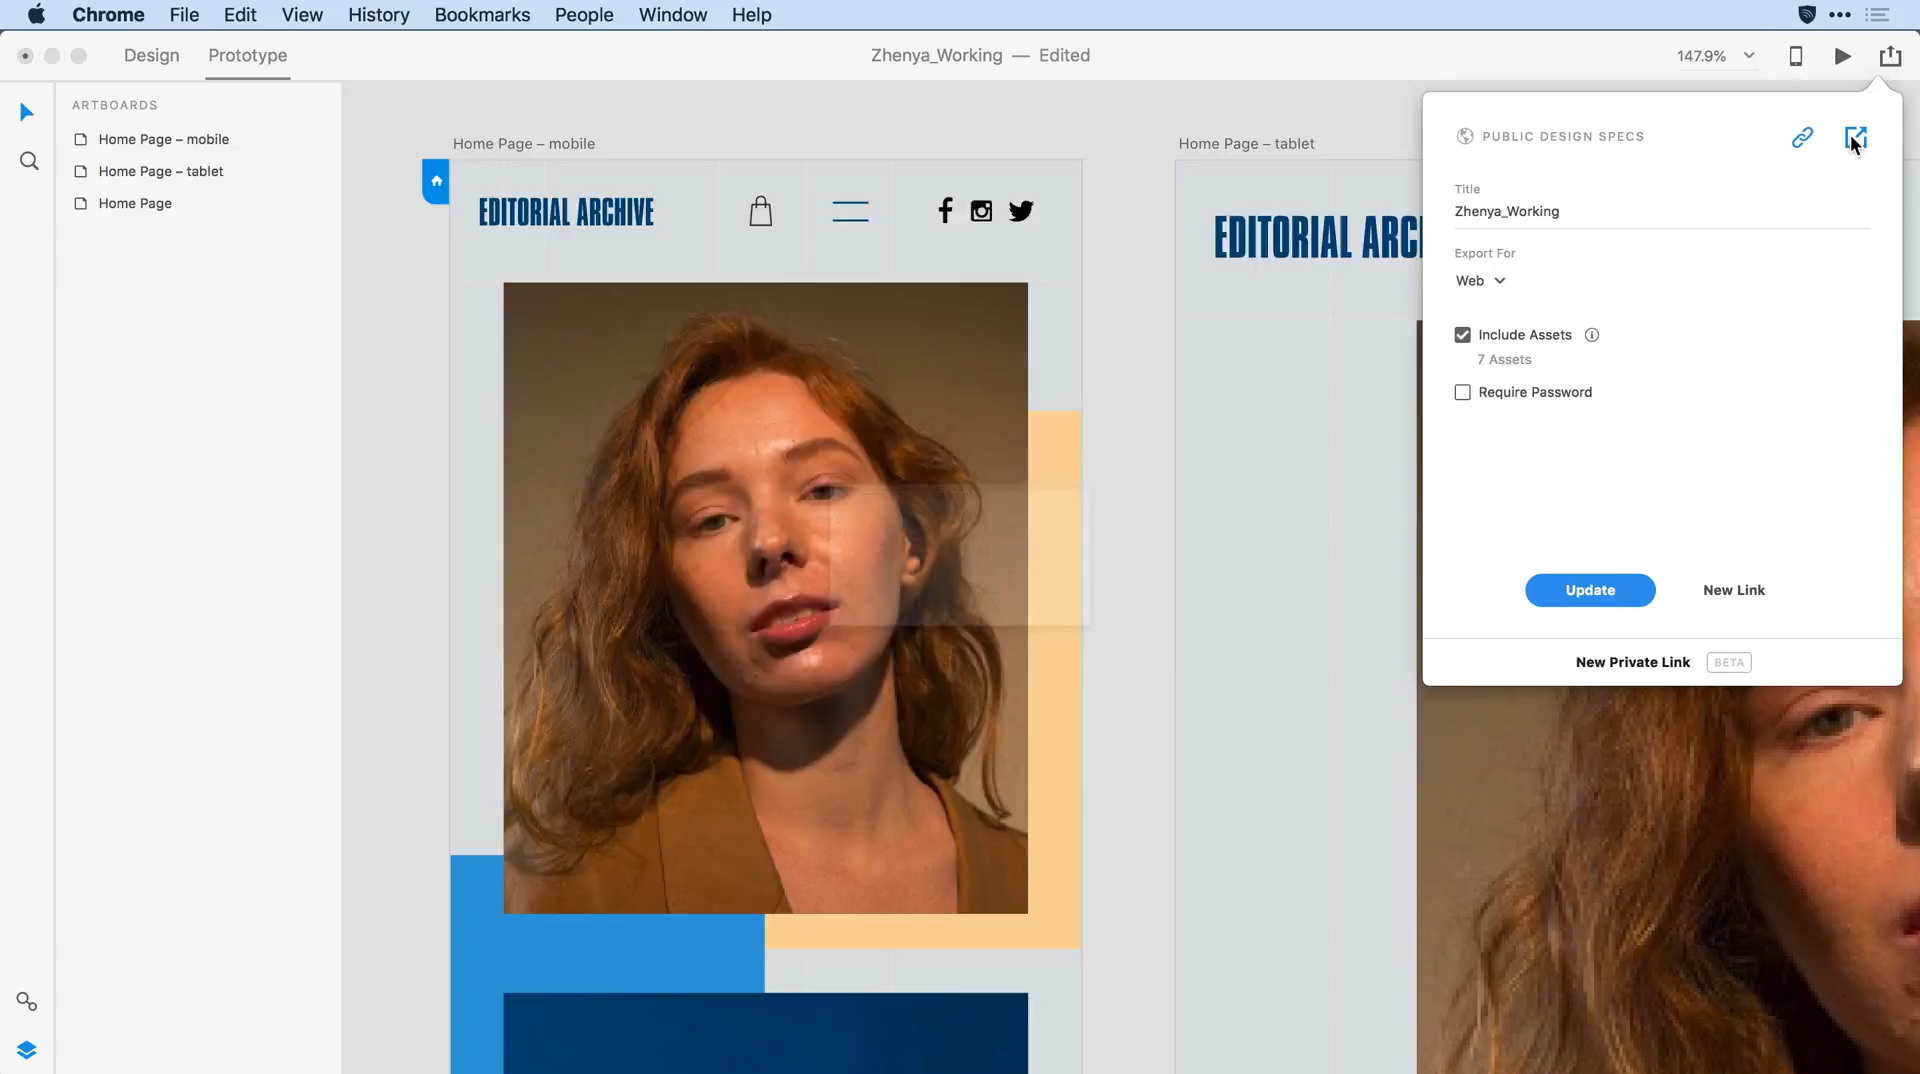 Chrome File Edit View History Bookmarks People Window Help
Design Prototype Zhenya_Working — Edited 147.9%
ARTBOARDS
Home Page – mobile
Home Page – tablet
Home Page
Home Page – mobile
EDITORIAL ARCHIVE
Home Page – tablet
EDITORIAL ARC
PUBLIC DESIGN SPECS
Title
Zhenya_Working
Export For
Web
Include Assets
7 Assets
Require Password
Update New Link
New Private Link BETA